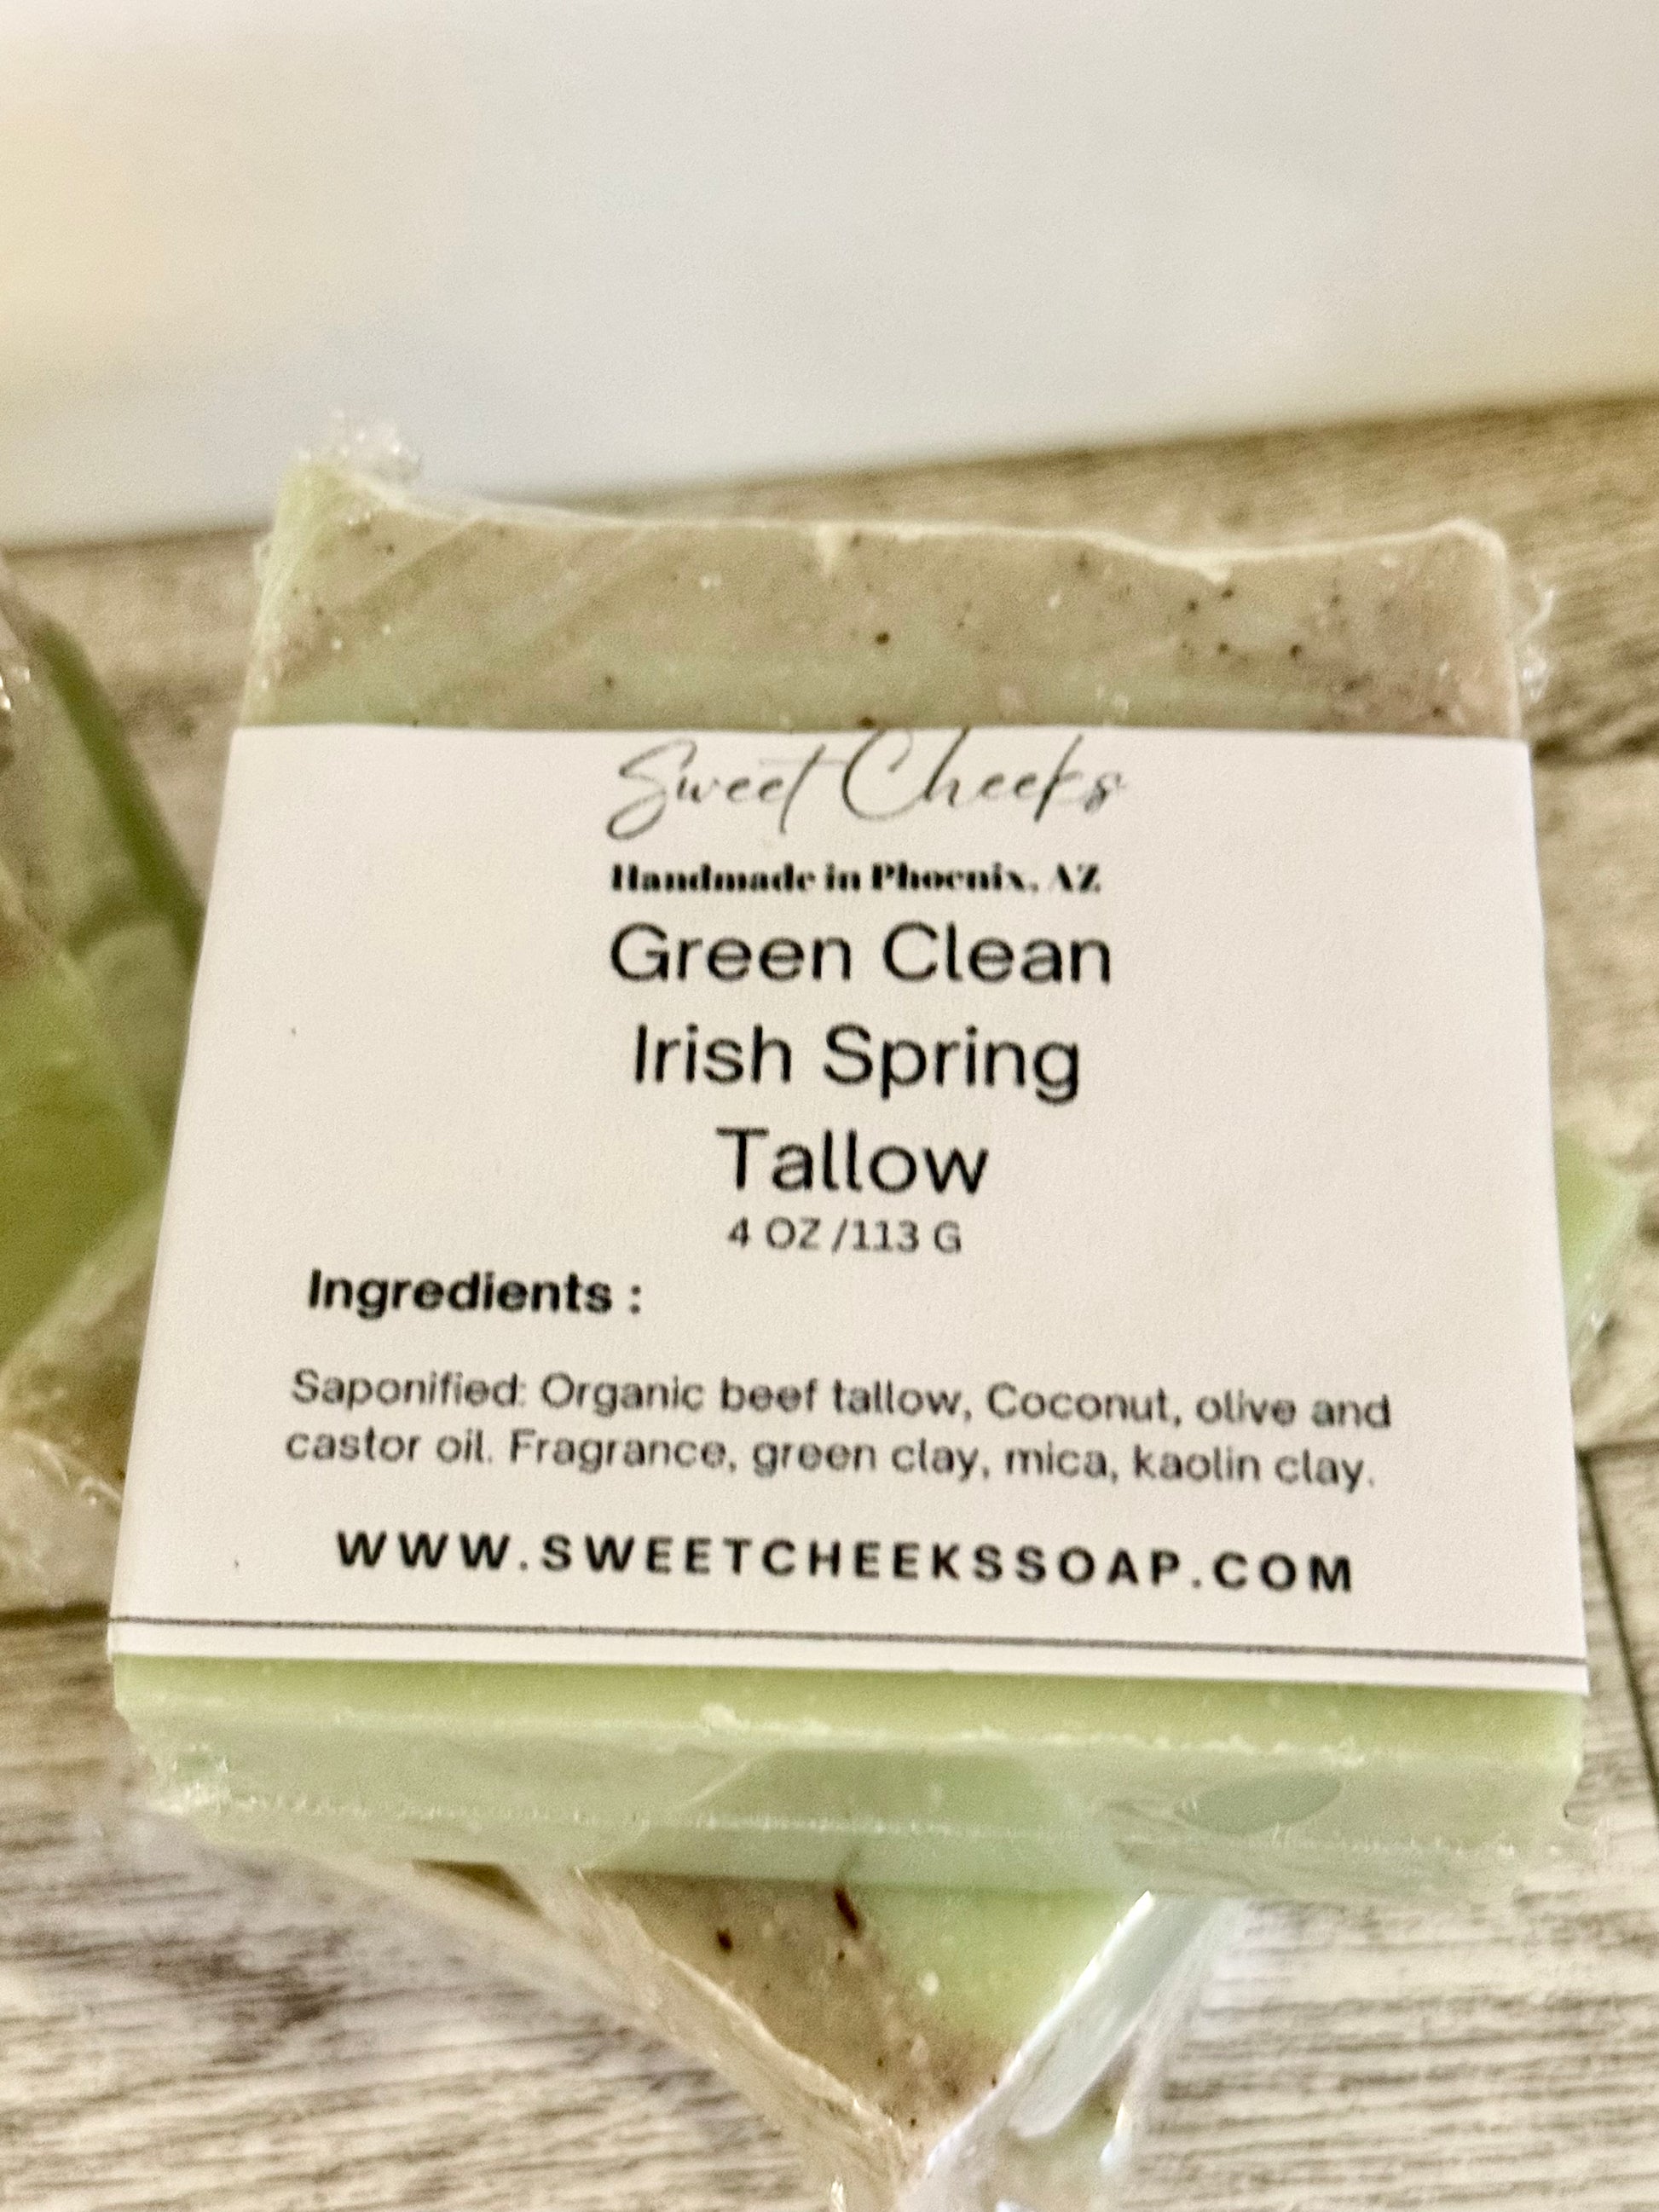 Sweet Cheeks
Handmade in Phoenix, AZ
Green Clean
Irish Spring
Tallow
4 OZ /113 G
Ingredients :
Saponified: Organic beef tallow, Coconut, olive and
castor oil. Fragrance, green clay, mica, kaolin clay.
WWW.SWEETCHEEKSSOAP.COM